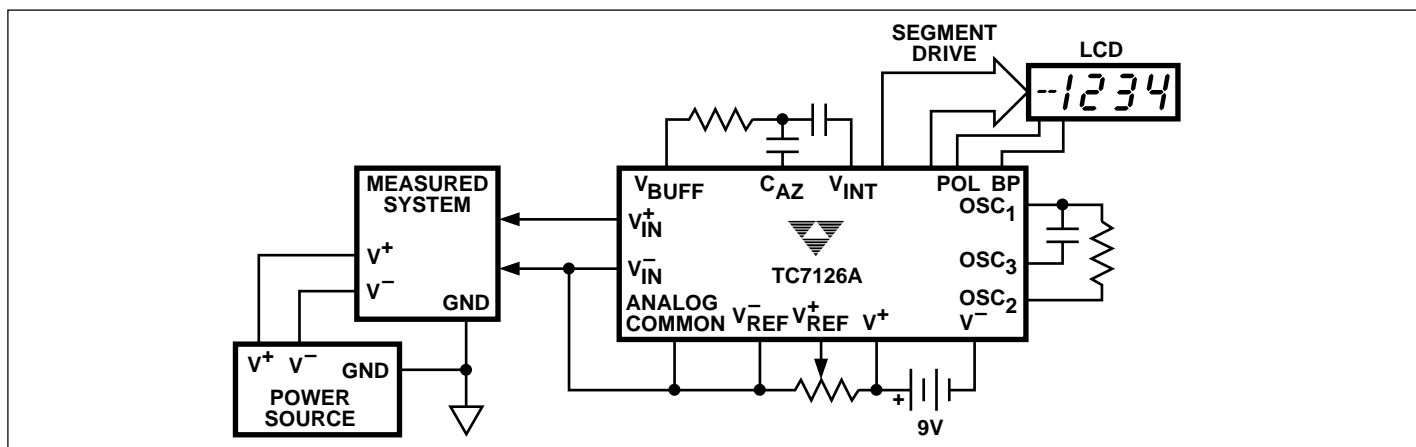 SEGMENT
DRIVE
LCD
--1234
MEASURED
SYSTEM
V+
V–
GND
V+
V–
GND
POWER
SOURCE
VBUFF
CAZ
VINT
POL
BP
OSC1
V+IN
V–IN
TC7126A
OSC3
OSC2
ANALOG
COMMON
V–REF
V+REF
V+
V–
+
9V